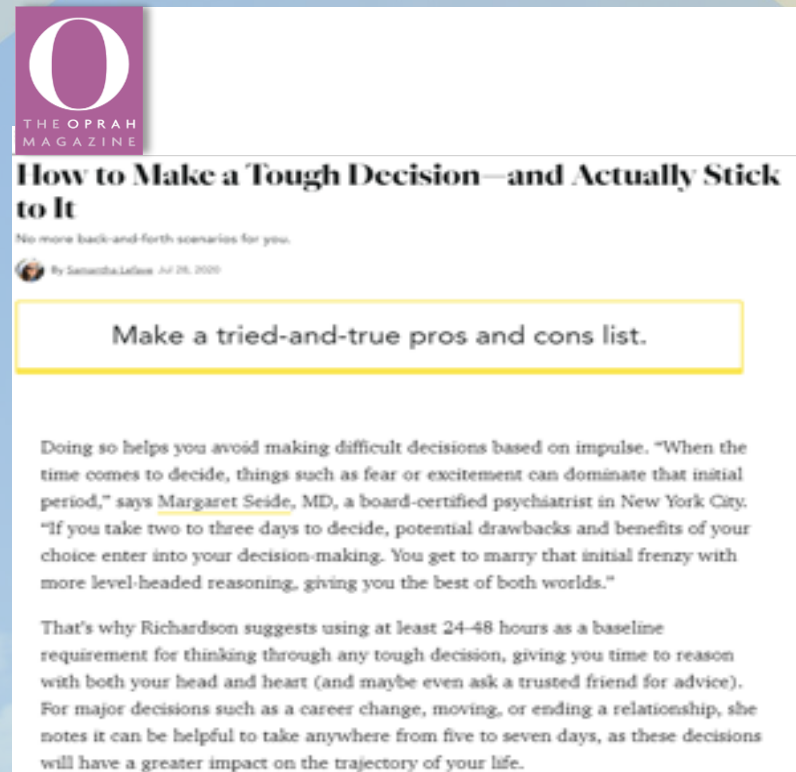 O
THE OPRAH
MAGAZINE
How to Make a Tough Decision—and Actually Stick
to It
No more back-and-forth scenarios for you.
By Samantha Lefave Jul 28, 2020
Make a tried-and-true pros and cons list.
Doing so helps you avoid making difficult decisions based on impulse. “When the
time comes to decide, things such as fear or excitement can dominate that initial
period,” says Margaret Seide, MD, a board-certified psychiatrist in New York City.
“If you take two to three days to decide, potential drawbacks and benefits of your
choice enter into your decision-making. You get to marry that initial frenzy with
more level-headed reasoning, giving you the best of both worlds.”
That's why Richardson suggests using at least 24-48 hours as a baseline
requirement for thinking through any tough decision, giving you time to reason
with both your head and heart (and maybe even ask a trusted friend for advice).
For major decisions such as a career change, moving, or ending a relationship, she
notes it can be helpful to take anywhere from five to seven days, as these decisions
will have a greater impact on the trajectory of your life.